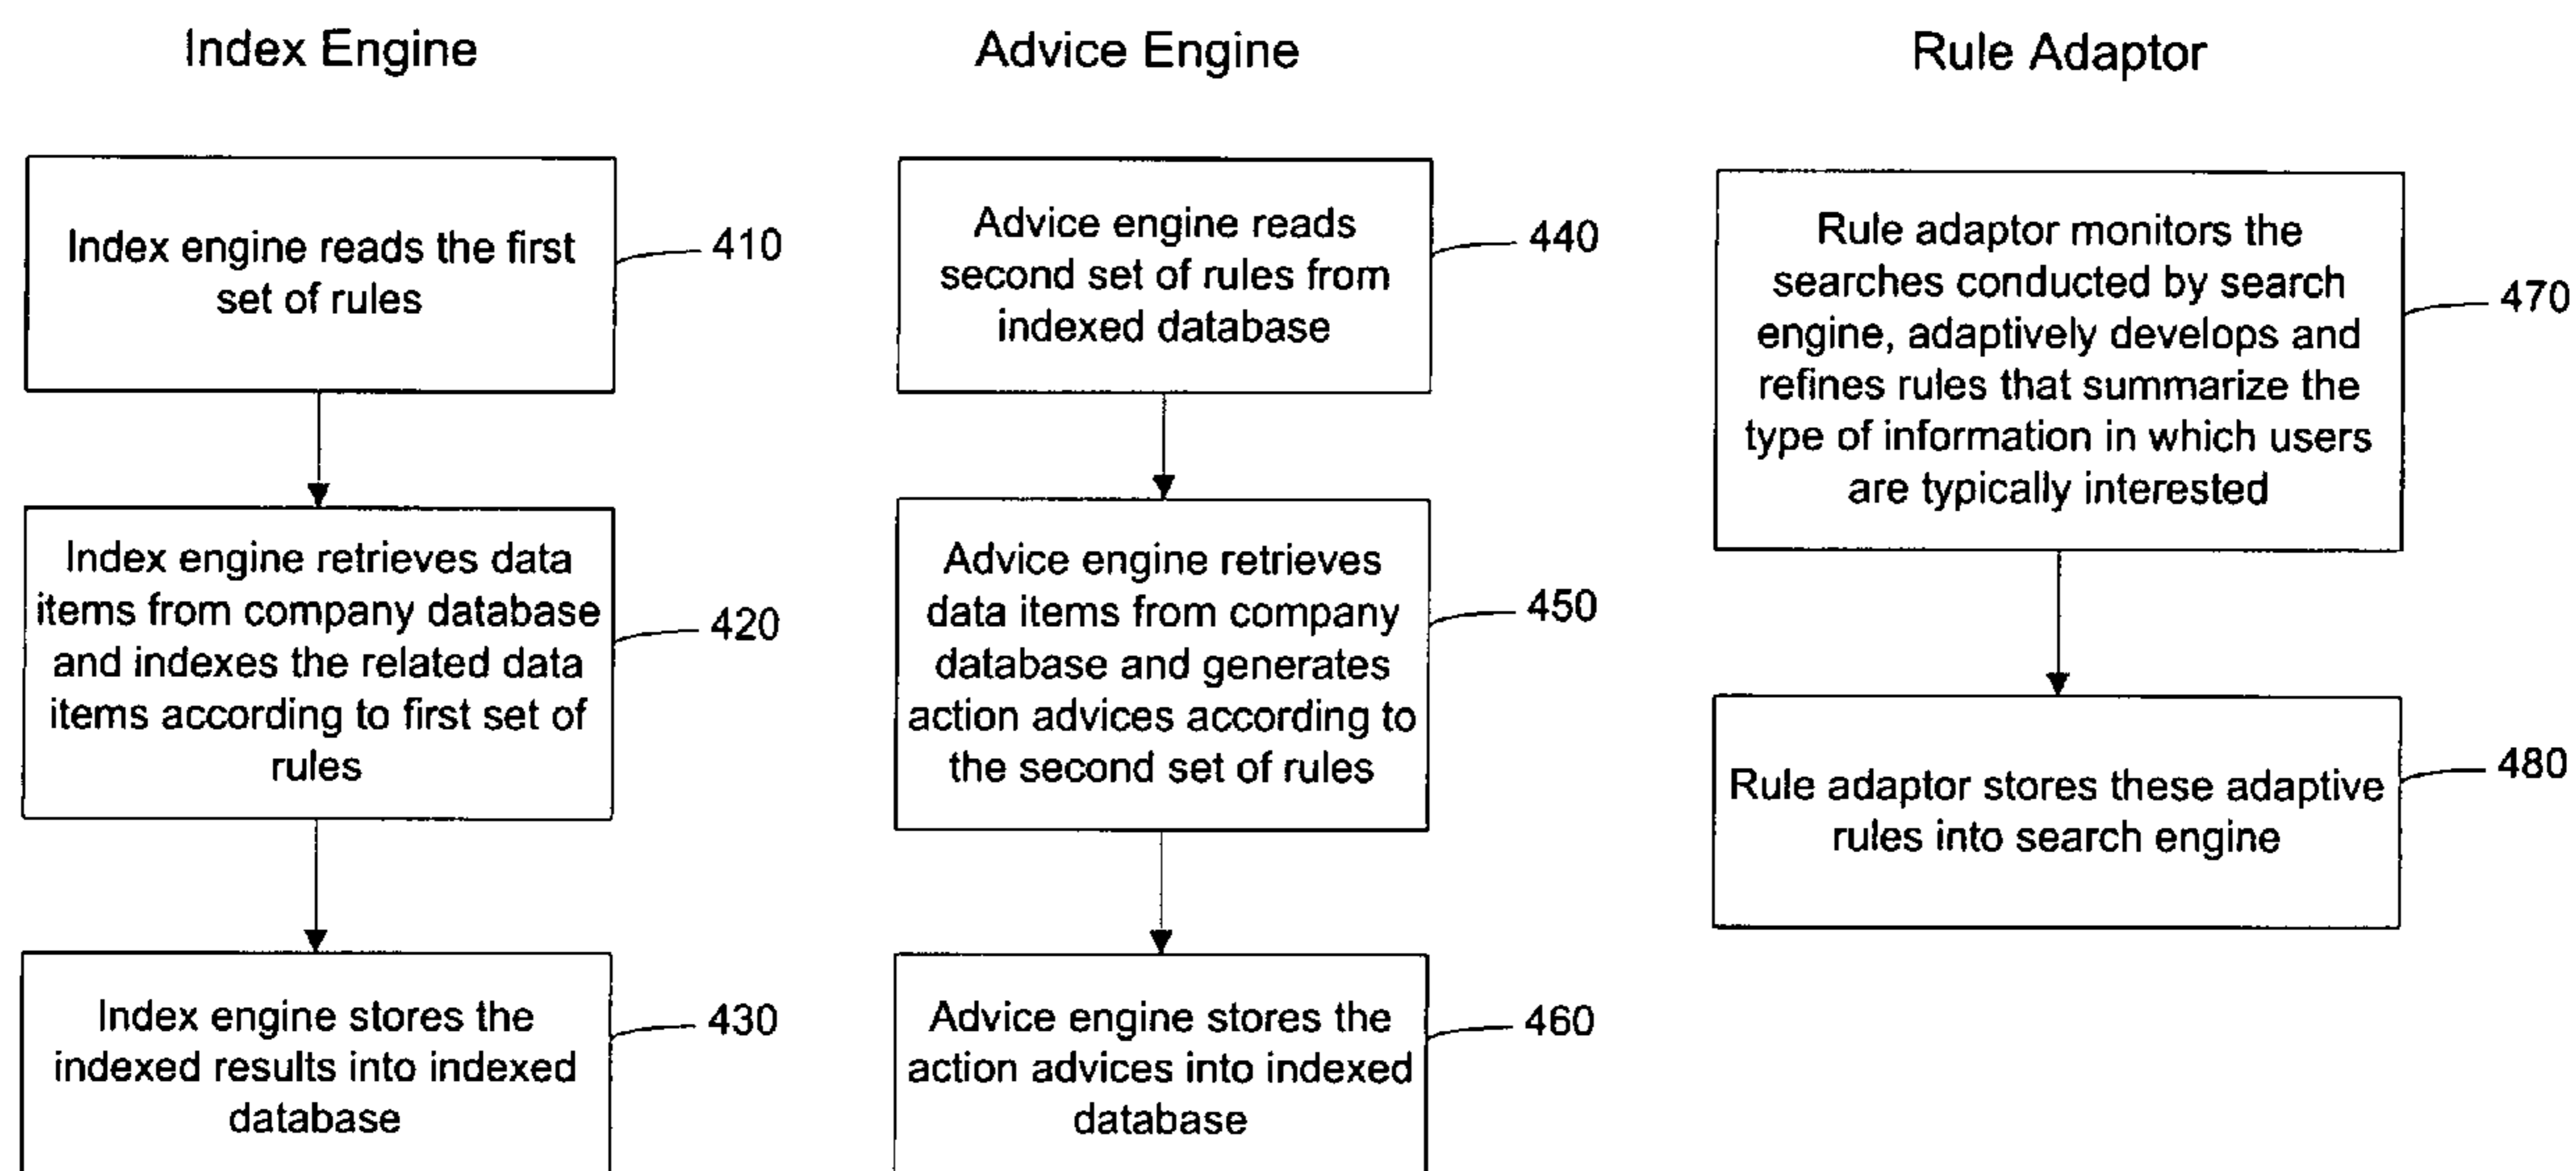 Index Engine
Index engine reads the first
set of rules
410
Index engine retrieves data
items from company database
and indexes the related data
items according to first set of
rules
420
Index engine stores the
indexed results into indexed
database
430
Advice Engine
Advice engine reads
second set of rules from
indexed database
440
Advice engine retrieves
data items from company
database and generates
action advices according to
the second set of rules
450
Advice engine stores the
action advices into indexed
database
460
Rule Adaptor
Rule adaptor monitors the
searches conducted by search
engine, adaptively develops and
refines rules that summarize the
type of information in which users
are typically interested
470
Rule adaptor stores these adaptive
rules into search engine
480